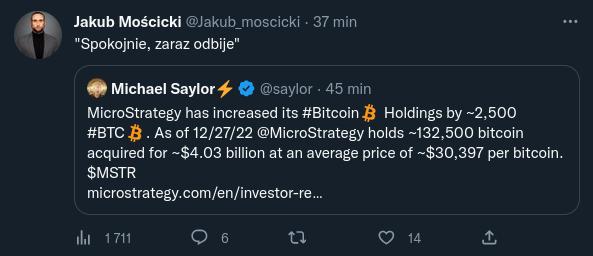 Jakub Mościcki @Jakub_moscicki · 37 min
"Spokojnie, zaraz odbije"
Michael Saylor⚡ @saylor · 45 min
MicroStrategy has increased its #Bitcoin Holdings by ~2,500
#BTC . As of 12/27/22 @MicroStrategy holds ~132,500 bitcoin
acquired for ~$4.03 billion at an average price of ~$30,397 per bitcoin.
$MSTR
microstrategy.com/en/investor-re...
1 711 6 14